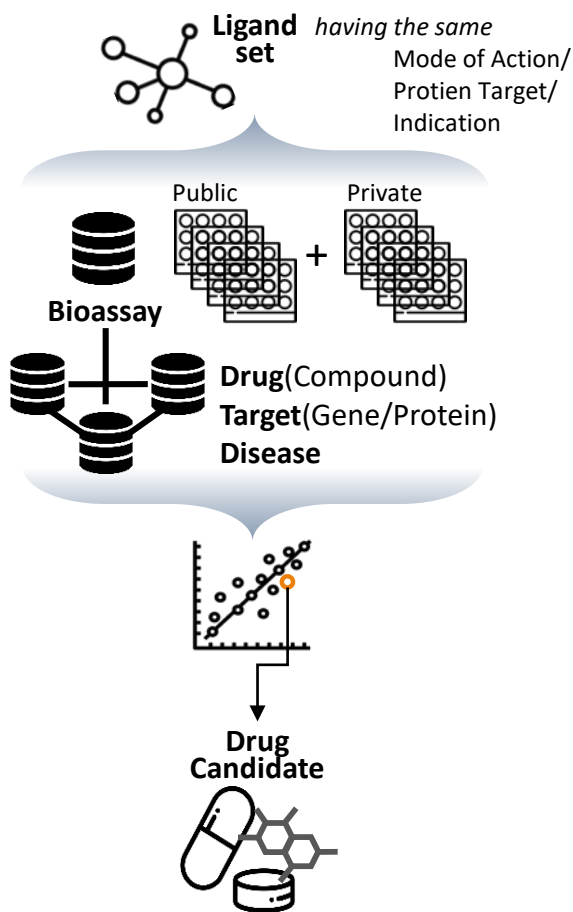 Ligand set having the same
Mode of Action/
Protien Target/
Indication
Public Private
+
Bioassay
Drug(Compound)
Target(Gene/Protein)
Disease
Drug
Candidate